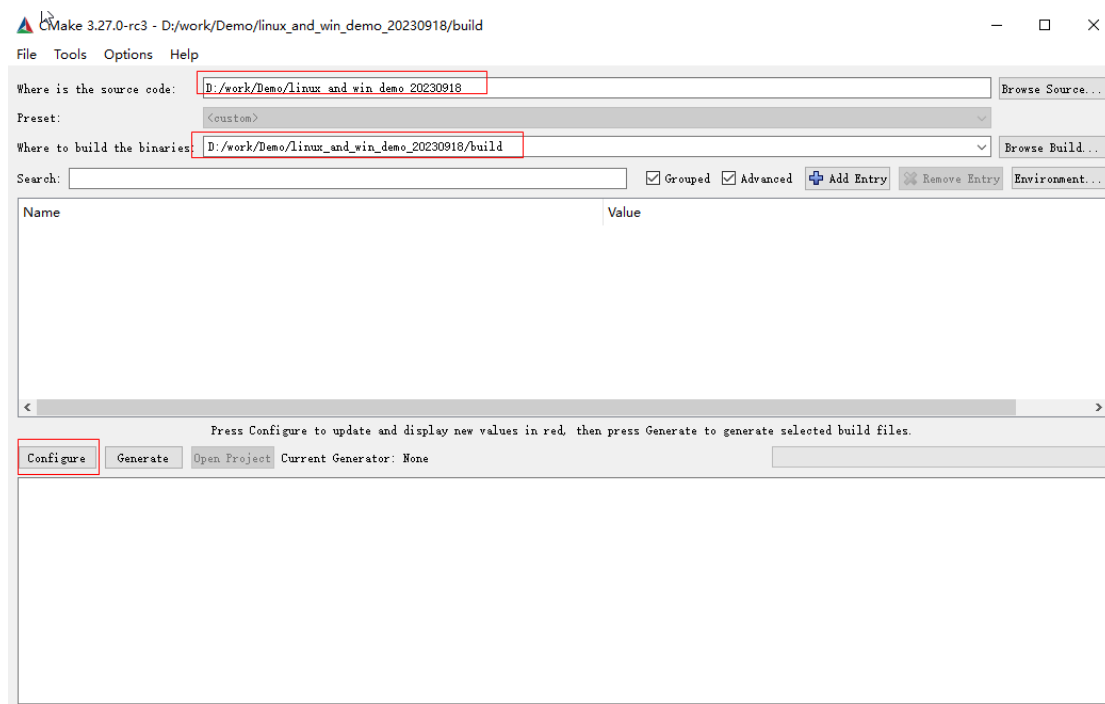 CMake 3.27.0-rc3 - D:/work/Demo/linux_and_win_demo_20230918/build
File Tools Options Help
Where is the source code: D:/work/Demo/linux_and_win_demo_20230918 Browse Source...
Preset: <custom>
Where to build the binaries: D:/work/Demo/linux_and_win_demo_20230918/build Browse Build...
Search: Grouped Advanced Add Entry Remove Entry Environment...
Name Value
Press Configure to update and display new values in red, then press Generate to generate selected build files.
Configure Generate Open Project Current Generator: None